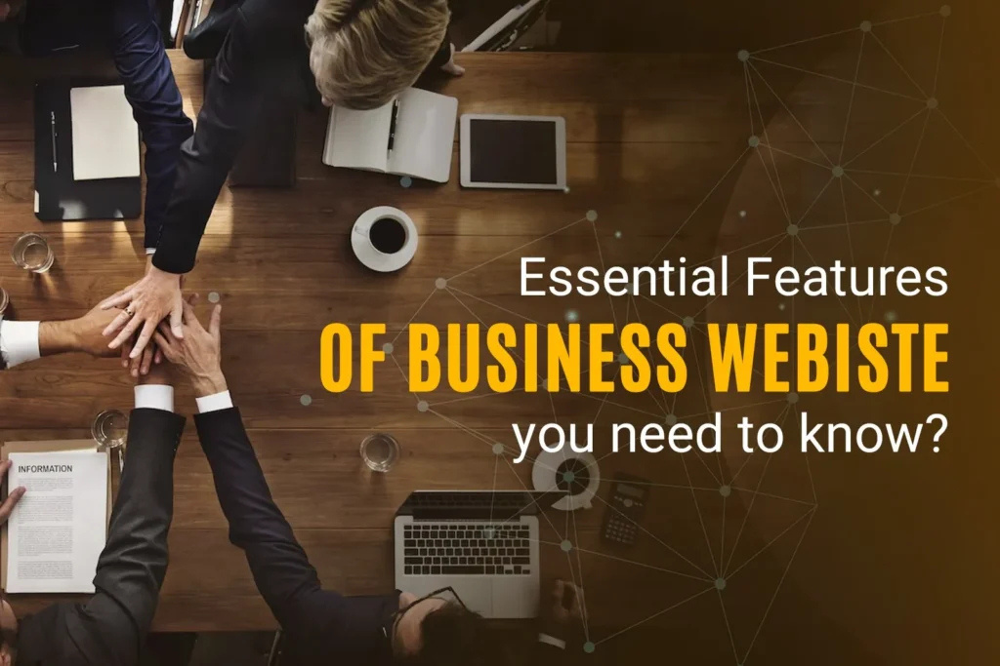 Essential Features
OF BUSINESS WEBISTE
you need to know?
INFORMATION